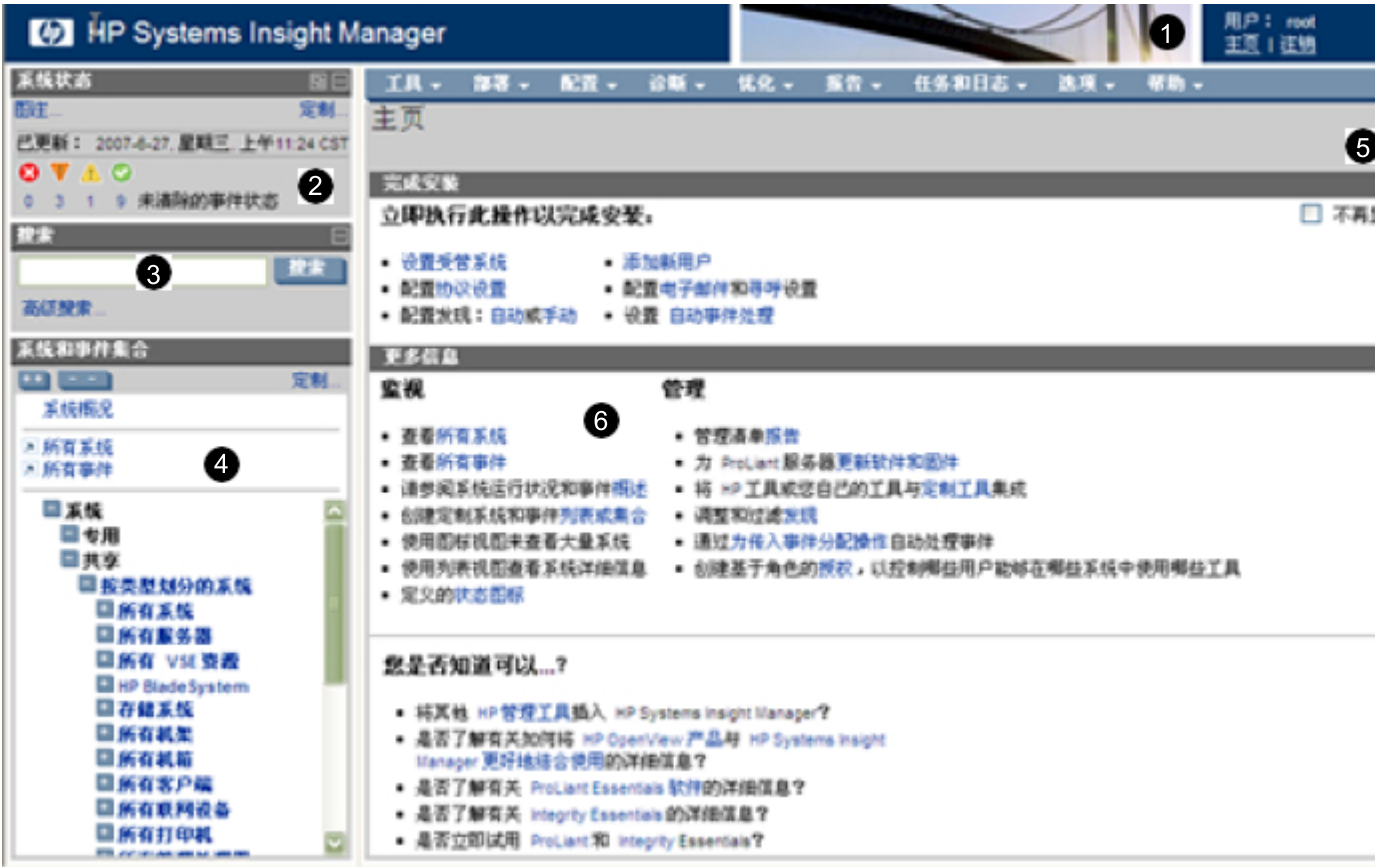 HP Systems Insight Manager
1
用户： root
主页 | 注销
系统状态
图注...
定制...
已更新： 2007-6-27, 星期三, 上午11:24 CST
0 3 1 9 未清除的事件状态
2
搜索
3
搜索
高级搜索...
系统和事件集合
定制...
系统概况
所有系统
所有事件
4
系统
专用
共享
按类型划分的系统
所有系统
所有服务器
所有 VSE 资源
HP BladeSystem
存储系统
所有机架
所有机箱
所有客户端
所有联网设备
所有打印机
工具 部署 配置 诊断 优化 报告 任务和日志 选项 帮助
主页
5
完成安装
立即执行此操作以完成安装。
不再
• 设置受管系统
• 配置协议设置
• 配置发现：自动或手动
• 添加新用户
• 配置电子邮件和寻呼设置
• 设置 自动事件处理
更多信息
监视
6
• 查看所有系统
• 查看所有事件
• 请参阅系统运行状况和事件概述
• 创建定制系统和事件列表或集合
• 使用图标视图来查看大量系统
• 使用列表视图查看系统详细信息
• 定义的状态图标
管理
• 管理清单报告
• 为 ProLiant 服务器更新软件和固件
• 将 HP 工具或您自己的工具与定制工具集成
• 调整和过滤发现
• 通过为传入事件分配操作自动处理事件
• 创建基于角色的授权，以控制哪些用户能够在哪些系统中使用哪些工具
您是否知道可以...?
• 将其他 HP 管理工具插入 HP Systems Insight Manager?
• 是否了解有关如何将 HP OpenView 产品与 HP Systems Insight
Manager 更好地结合使用的详细信息?
• 是否了解有关 ProLiant Essentials 软件的详细信息?
• 是否了解有关 Integrity Essentials 的详细信息?
• 是否立即试用 ProLiant 和 Integrity Essentials?